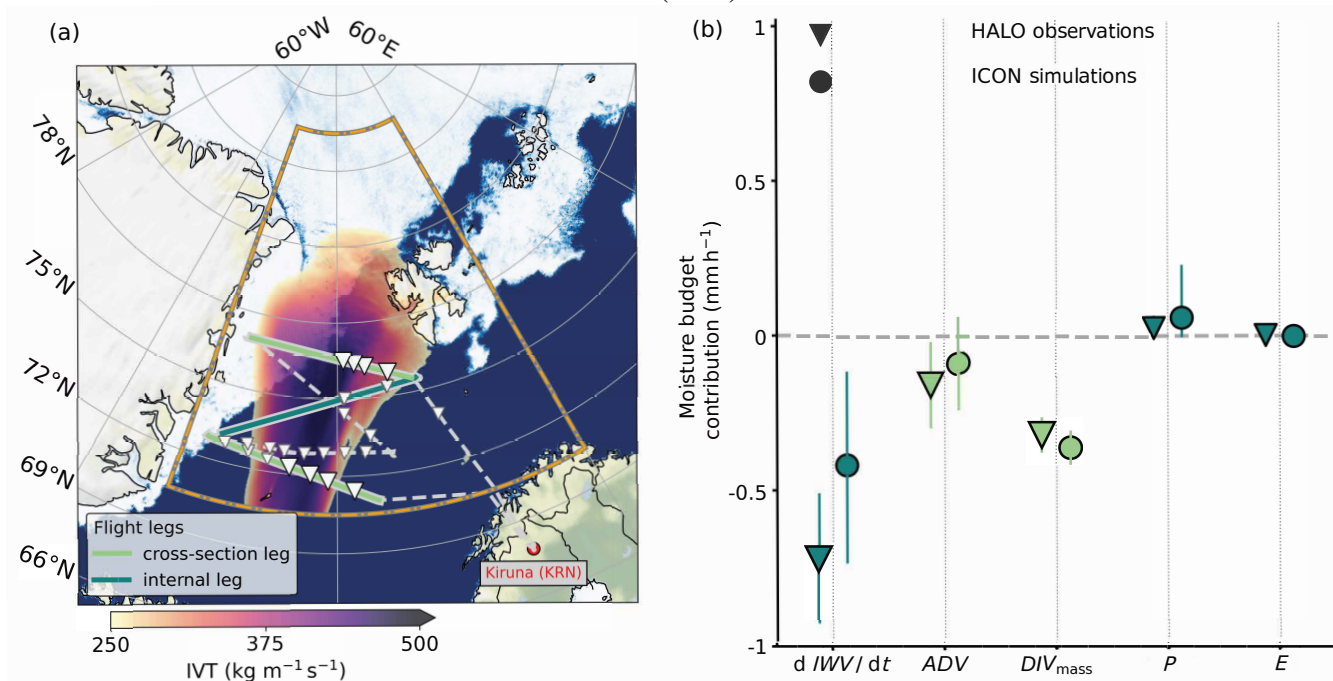 (a)
60°W 60°E
78°N
75°N
72°N
69°N
66°N
Flight legs
cross-section leg
internal leg
Kiruna (KRN)
250 375 500
IVT (kg m⁻¹ s⁻¹)
(b)
HALO observations
ICON simulations
Moisture budget
contribution (mmh⁻¹)
1
0.5
0
-0.5
-1
d IWV / dt ADV DIVmass P E